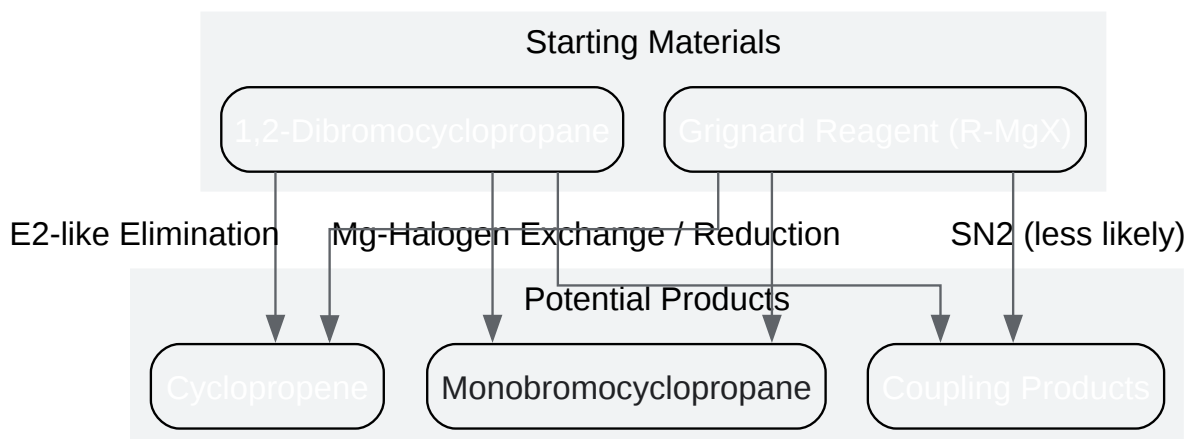 Starting Materials
1,2-Dibromocyclopropane
Grignard Reagent (R-MgX)
E2-like Elimination
Mg-Halogen Exchange / Reduction
SN2 (less likely)
Potential Products
Cyclopropene
Monobromocyclopropane
Coupling Products